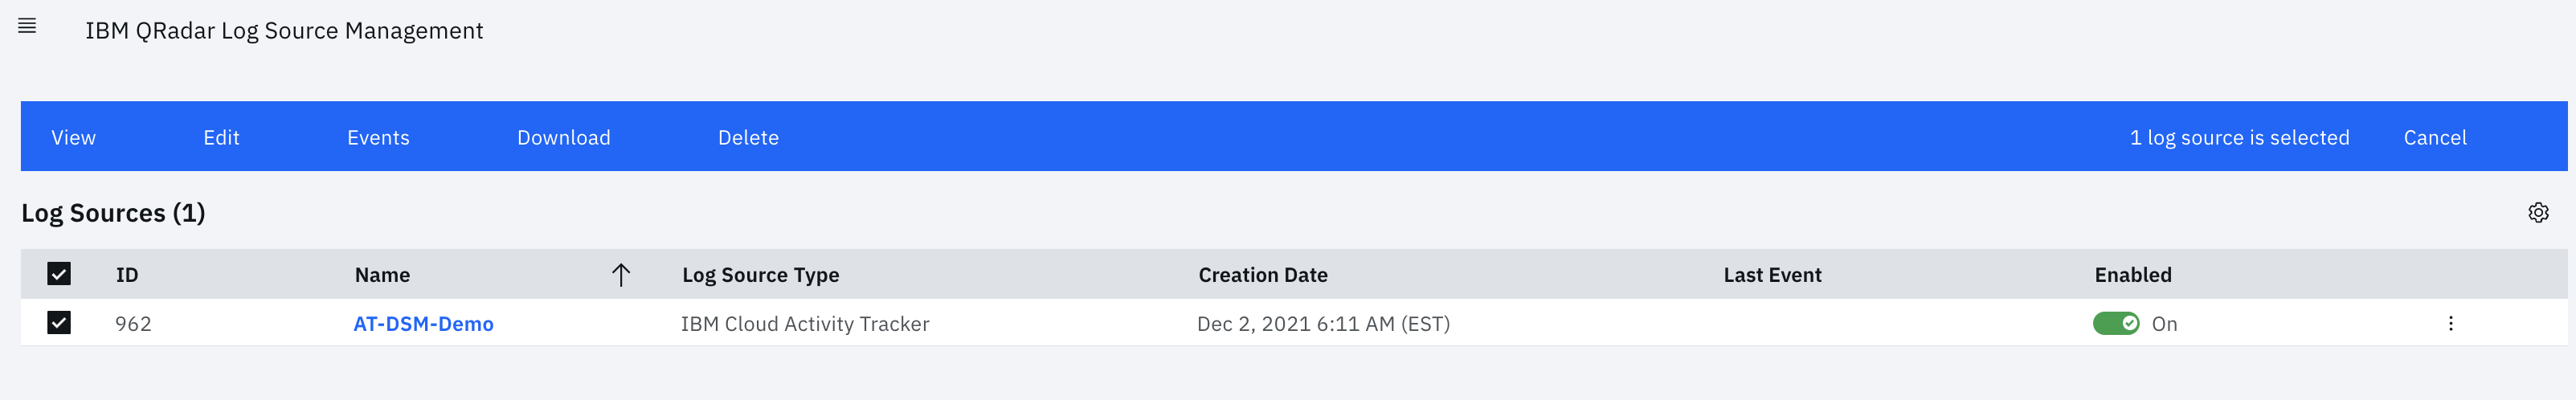 IBM QRadar Log Source Management
View Edit Events Download Delete 1 log source is selected Cancel
Log Sources (1)
ID Name Log Source Type Creation Date Last Event Enabled
962 AT-DSM-Demo IBM Cloud Activity Tracker Dec 2, 2021 6:11 AM (EST) On